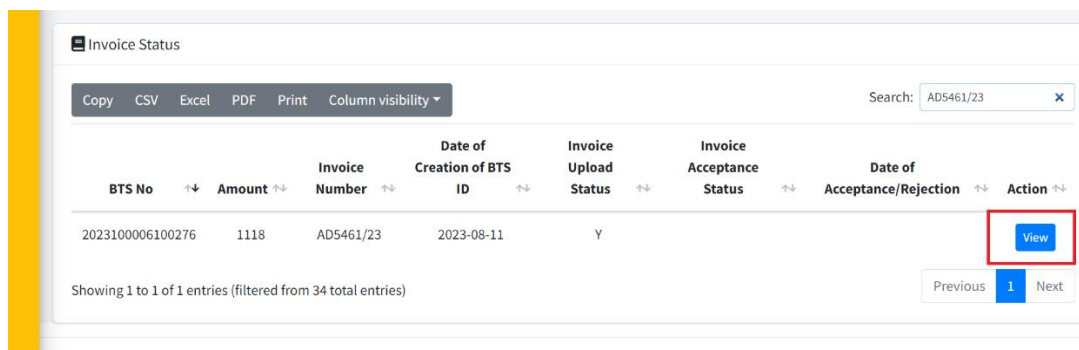 Invoice Status
Copy CSV Excel PDF Print Column visibility
Search: AD5461/23
BTS No Amount Invoice Number Date of Creation of BTS ID Invoice Upload Status Invoice Acceptance Status Date of Acceptance/Rejection Action
2023100006100276 1118 AD5461/23 2023-08-11 Y View
Showing 1 to 1 of 1 entries (filtered from 34 total entries)
Previous 1 Next